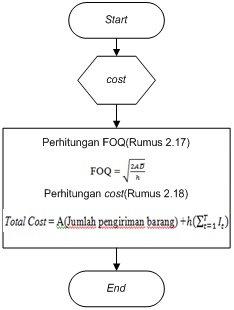 Start
cost
Perhitungan FOQ(Rumus 2.17)
FOQ = √(2AD̅/h)
Perhitungan cost(Rumus 2.18)
Total Cost = A(Jumlah pengiriman barang) +h(∑ᵀₜ₌₁ Iₜ)
End